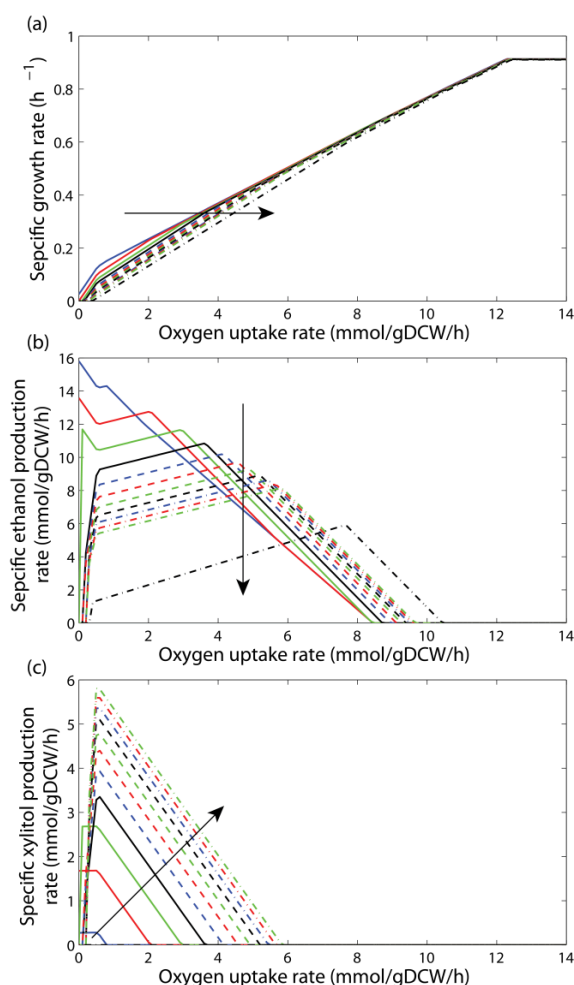 (a)
1
0.8
0.6
0.4
0.2
0
Sepcific growth rate (h ⁻¹)
0 2 4 6 8 10 12 14
Oxygen uptake rate (mmol/gDCW/h)
(b)
16
14
12
10
8
6
4
2
0
Sepcific ethanol production
rate (mmol/gDCW/h)
0 2 4 6 8 10 12 14
Oxygen uptake rate (mmol/gDCW/h)
(c)
6
5
4
3
2
1
0
Specific xylitol production
rate (mmol/gDCW/h)
0 2 4 6 8 10 12 14
Oxygen uptake rate (mmol/gDCW/h)